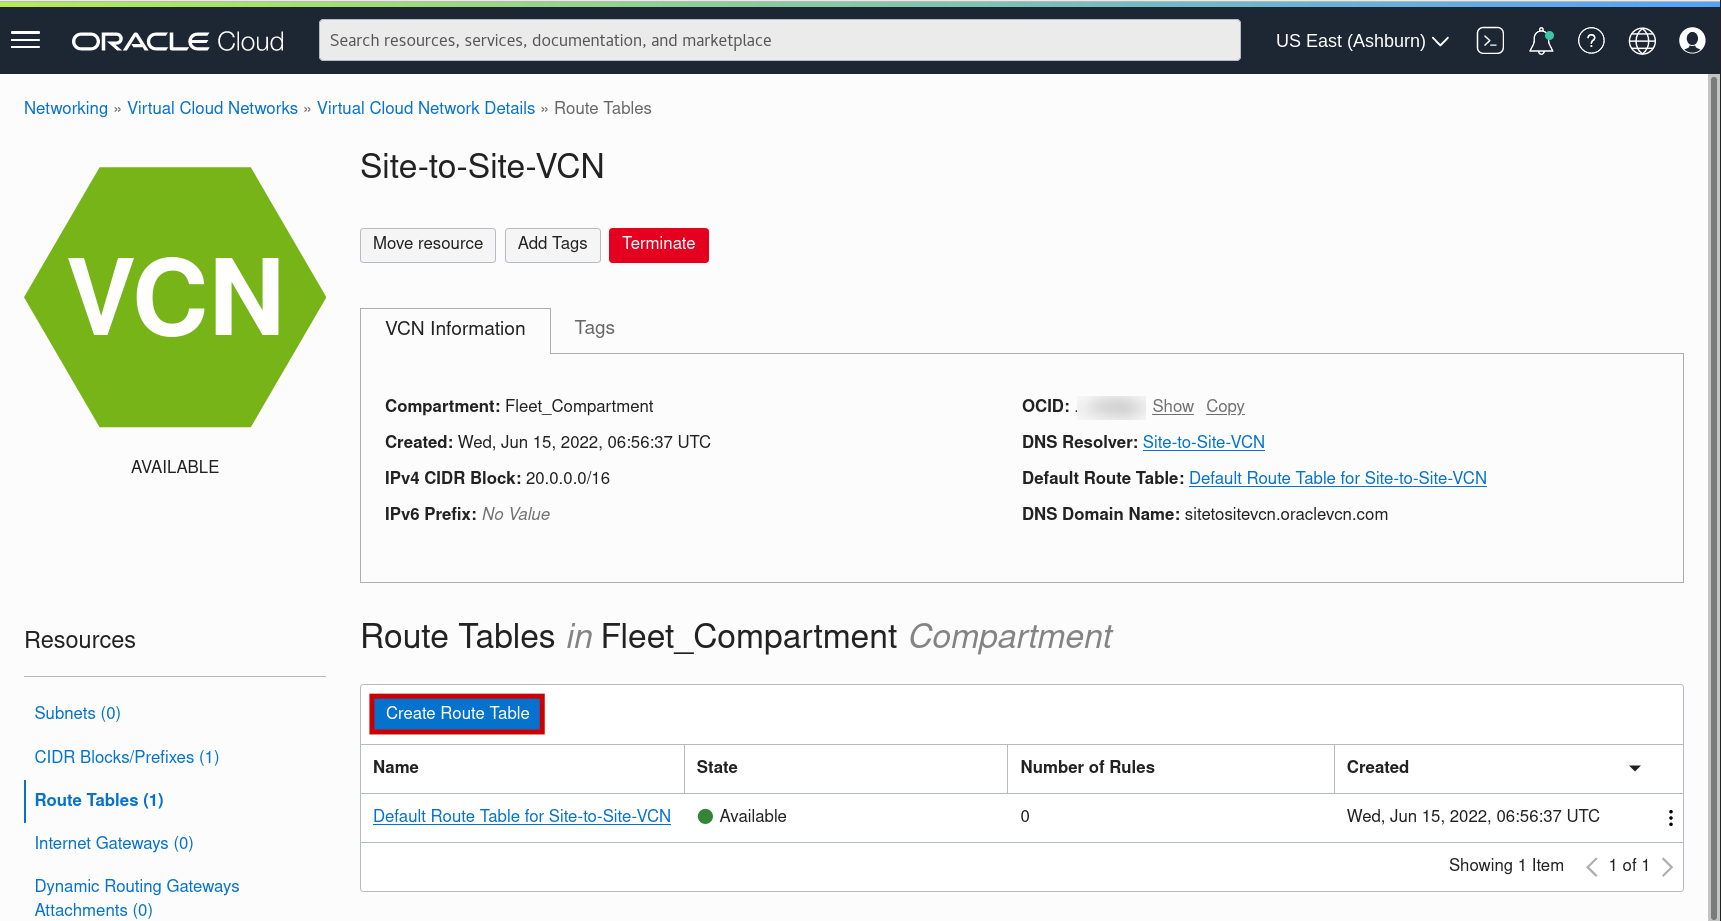 ORACLE Cloud
Search resources, services, documentation, and marketplace
US East (Ashburn)
Networking » Virtual Cloud Networks » Virtual Cloud Network Details » Route Tables
VCN
AVAILABLE
Site-to-Site-VCN
Move resource Add Tags Terminate
VCN Information Tags
Compartment: Fleet_Compartment
Created: Wed, Jun 15, 2022, 06:56:37 UTC
IPv4 CIDR Block: 20.0.0.0/16
IPv6 Prefix: No Value
OCID: Show Copy
DNS Resolver: Site-to-Site-VCN
Default Route Table: Default Route Table for Site-to-Site-VCN
DNS Domain Name: sitetositevcn.oraclevcn.com
Resources
Subnets (0)
CIDR Blocks/Prefixes (1)
Route Tables (1)
Internet Gateways (0)
Dynamic Routing Gateways
Attachments (0)
Route Tables in Fleet_Compartment Compartment
Create Route Table
Name State Number of Rules Created
Default Route Table for Site-to-Site-VCN Available 0 Wed, Jun 15, 2022, 06:56:37 UTC
Showing 1 Item 1 of 1